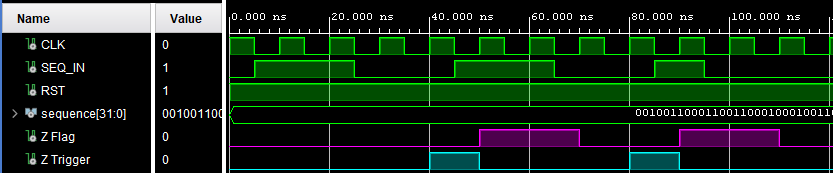 Name Value 0.000 ns 20.000 ns 40.000 ns 60.000 ns 80.000 ns 100.000 ns
CLK 0
SEQ_IN 1
RST 1
sequence[31:0] 001001100 00100110001100110001000100110
Z Flag 0
Z Trigger 0